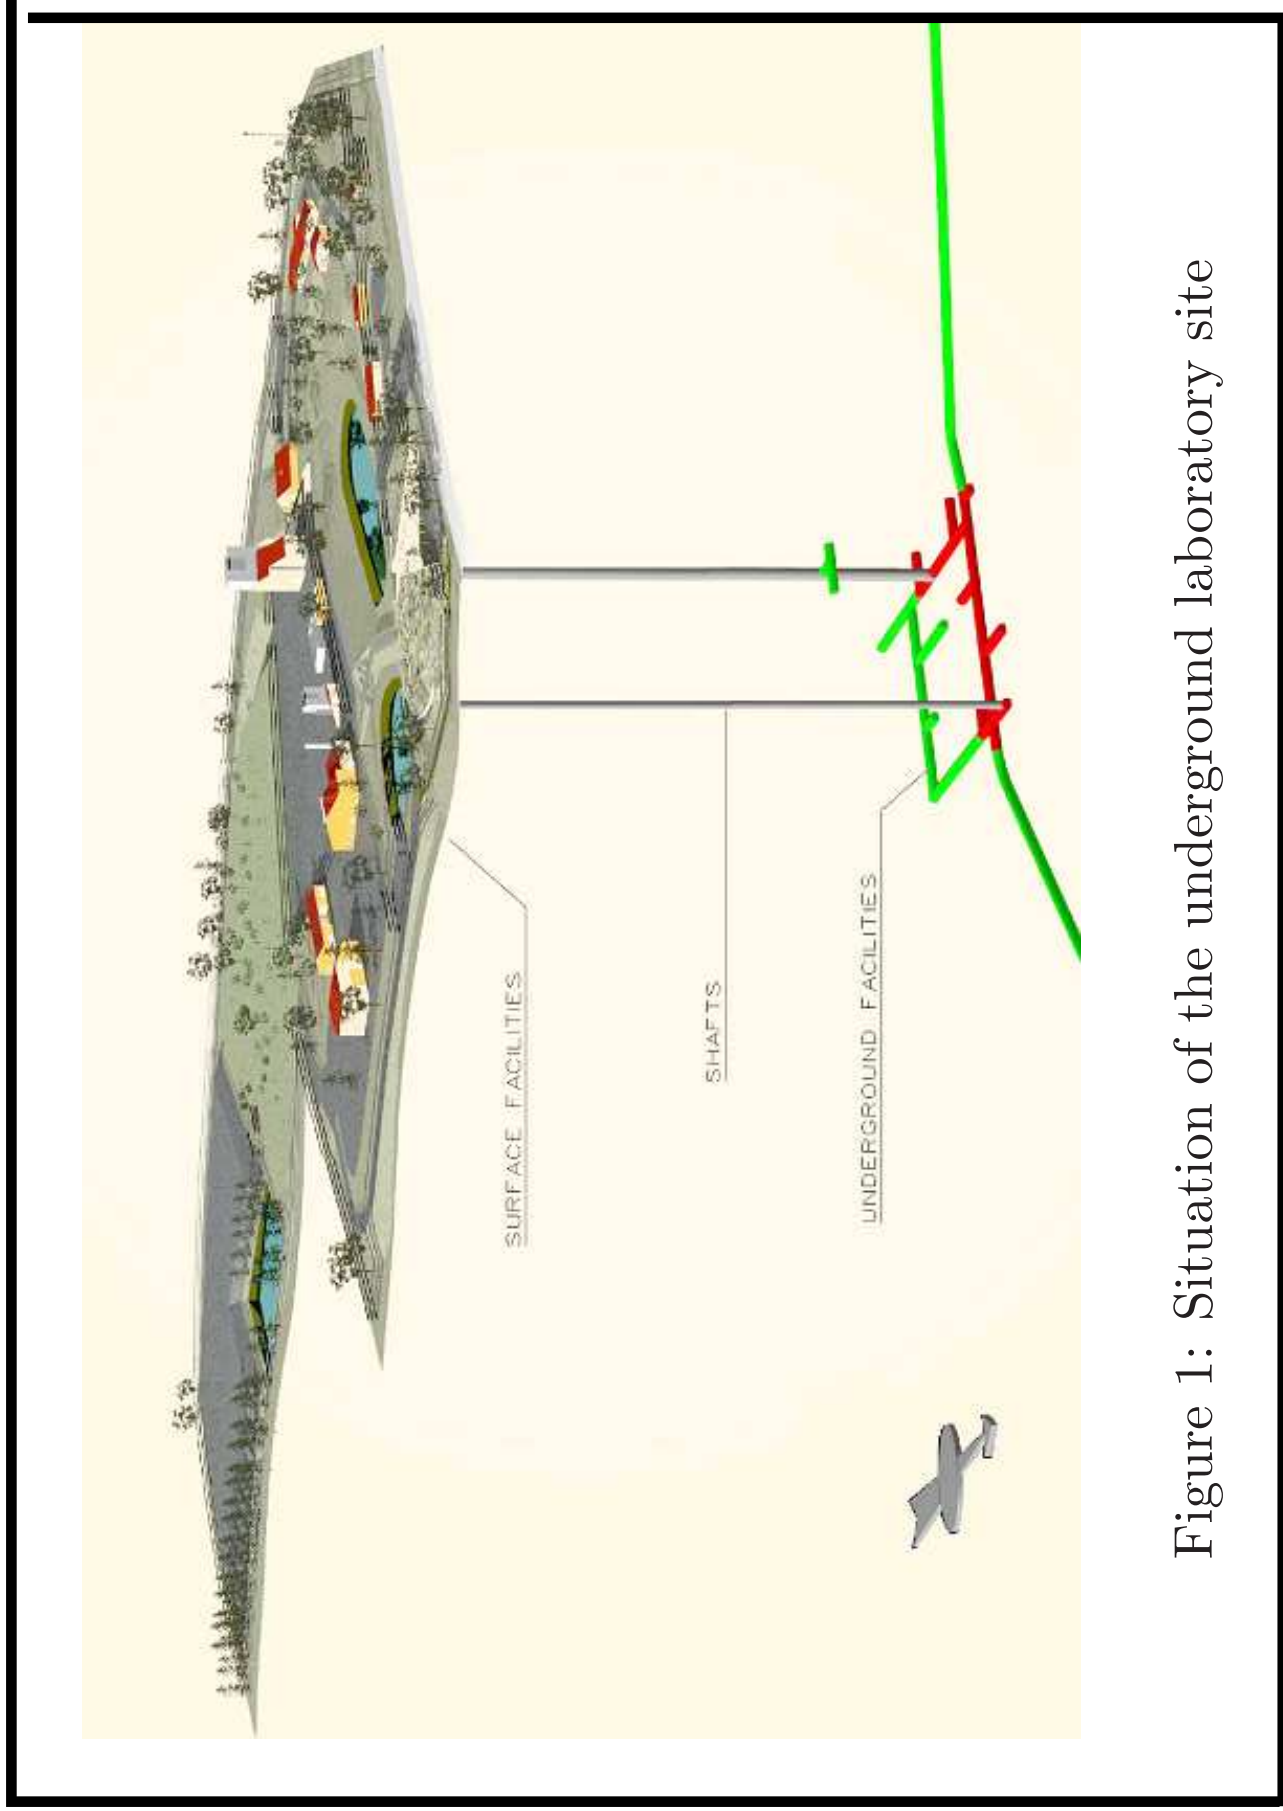 SURFACE FACILITIES
SHAFTS
UNDERGROUND FACILITIES
Figure 1: Situation of the underground laboratory site